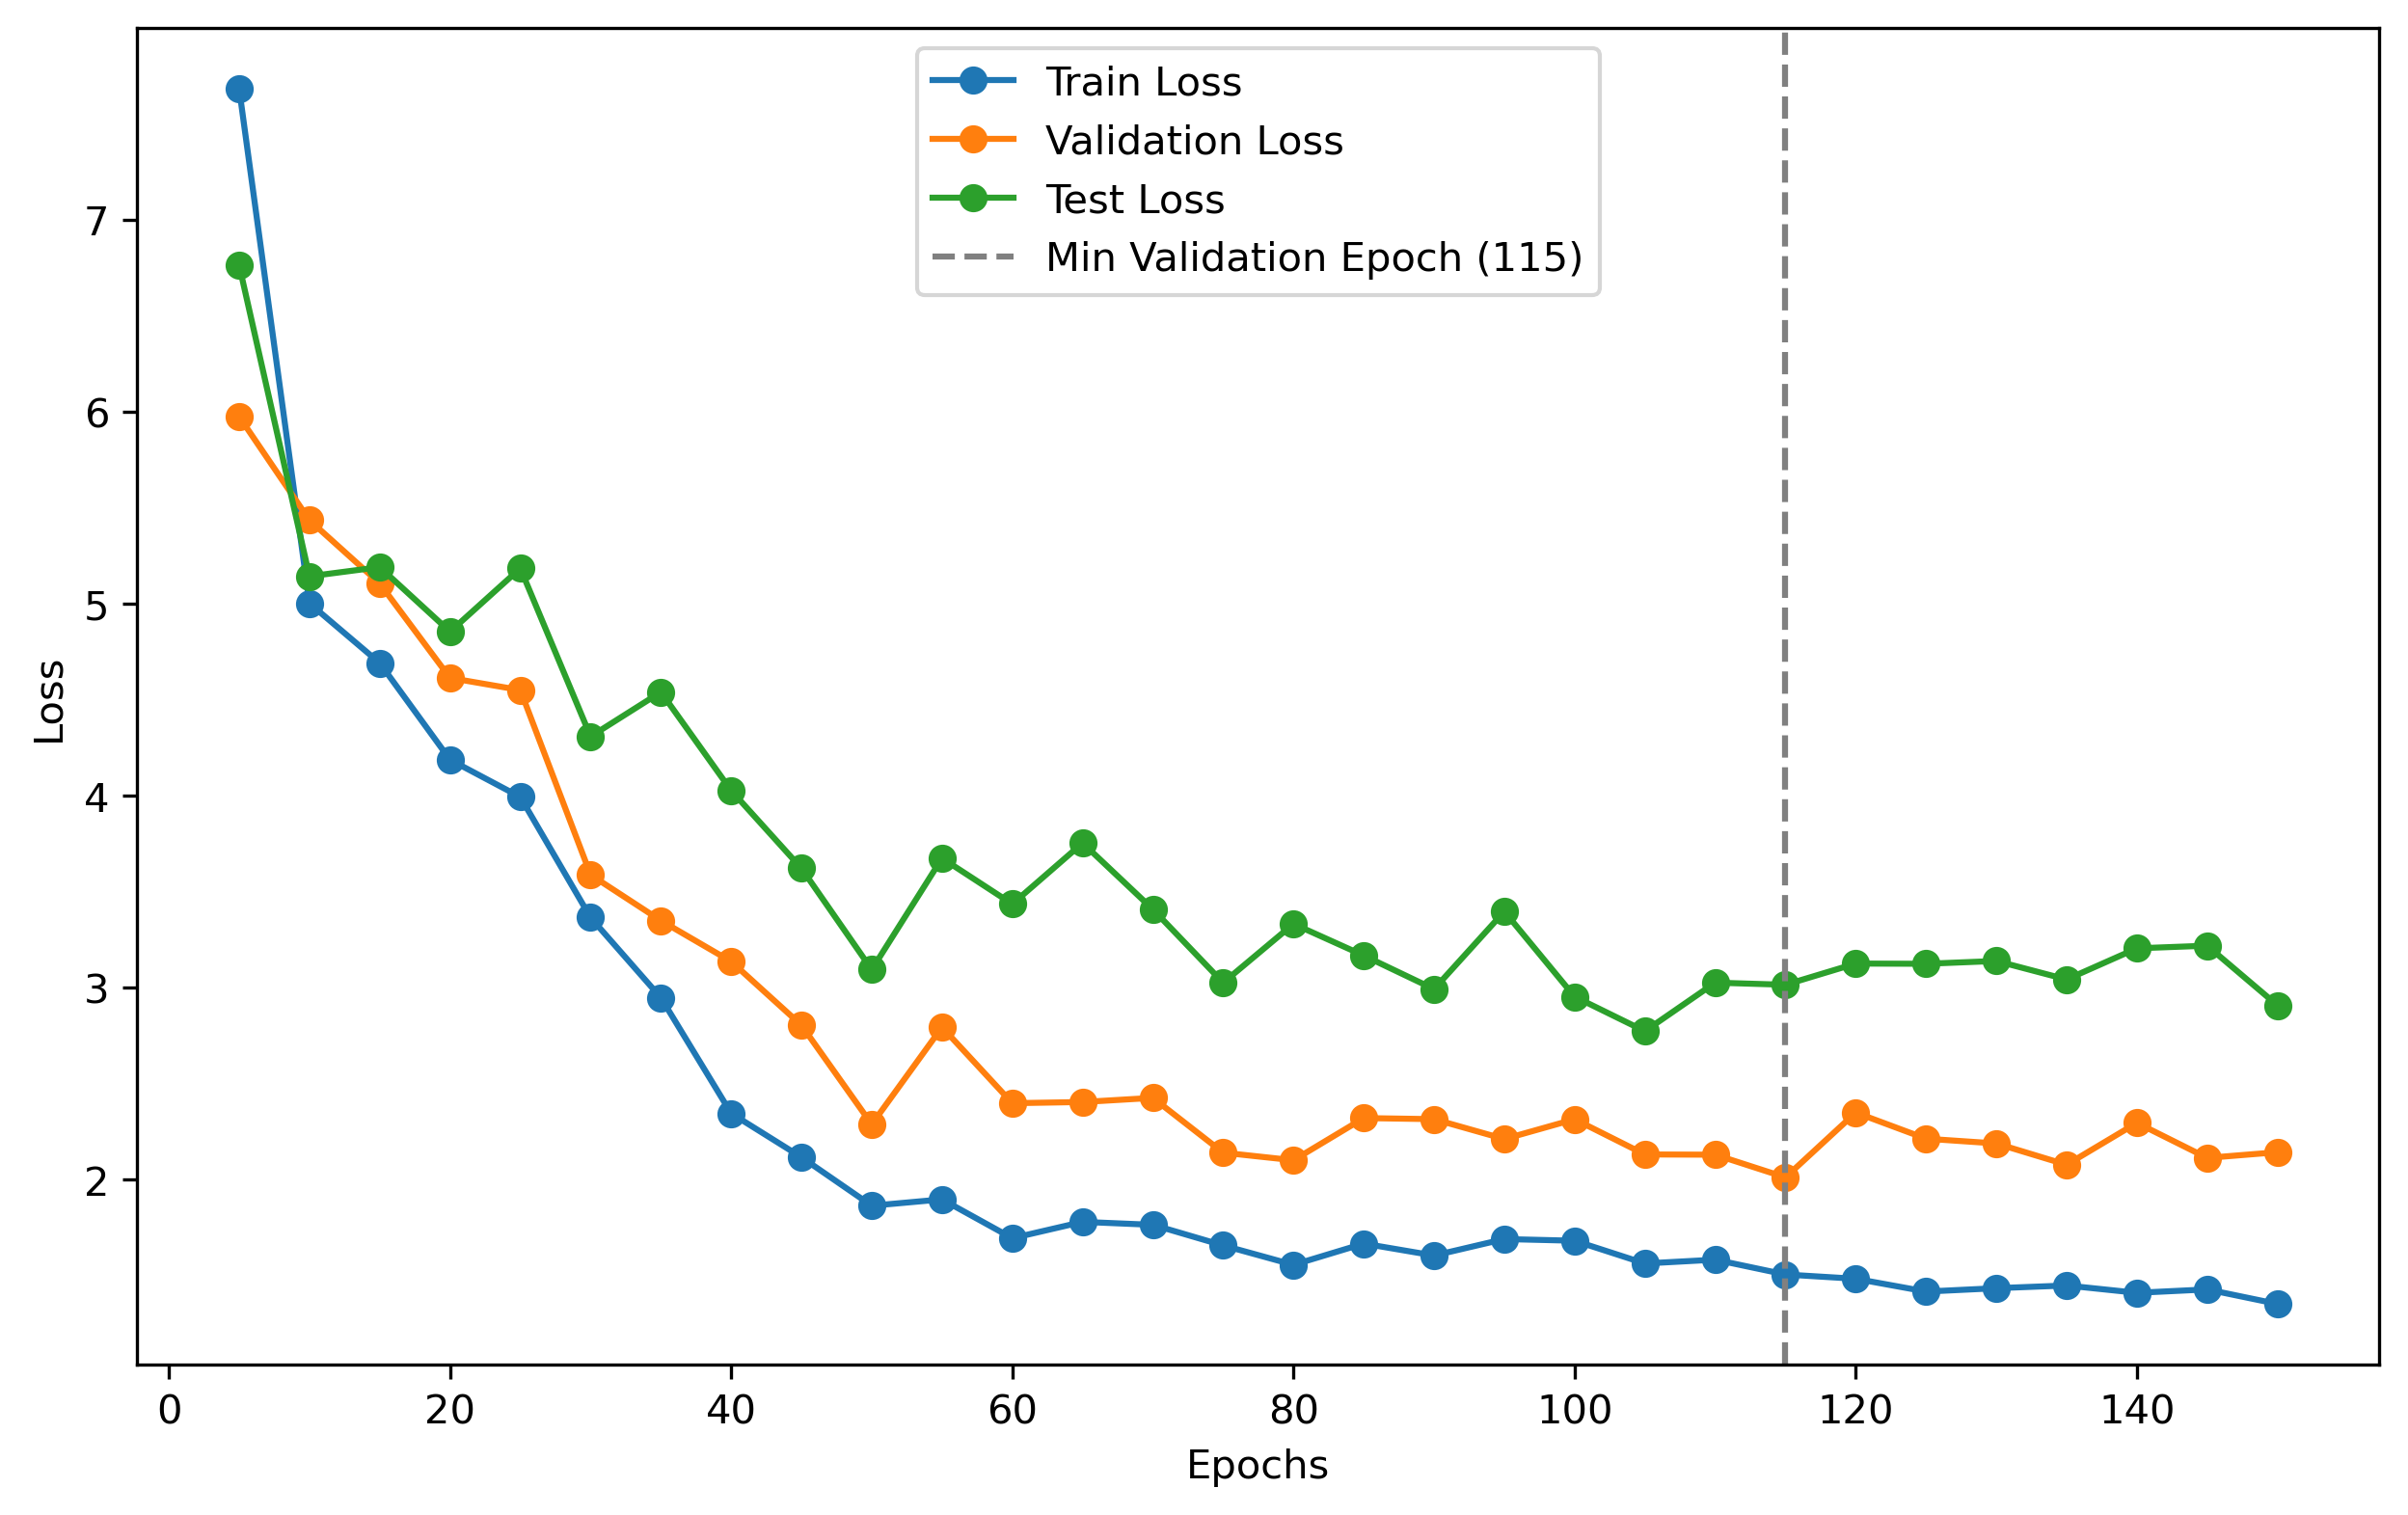 Train Loss
Validation Loss
Test Loss
Min Validation Epoch (115)
7
6
5
4
3
2
Loss
0 20 40 60 80 100 120 140
Epochs